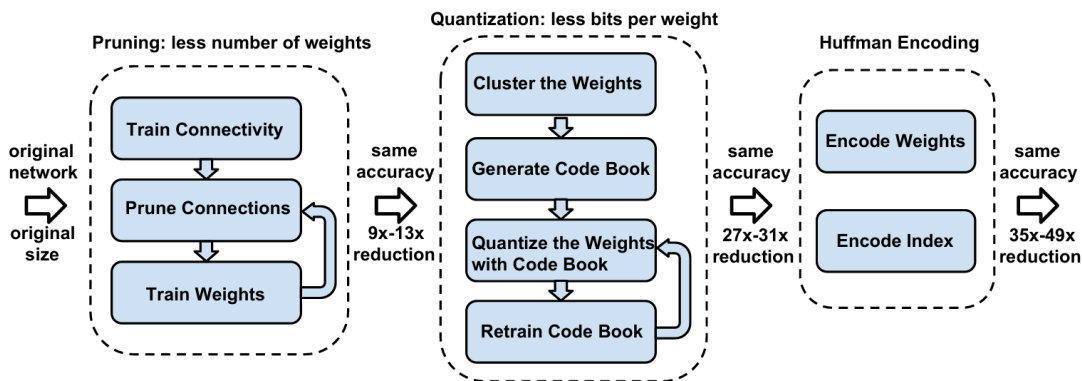 original
network
original
size
Pruning: less number of weights
Train Connectivity
Prune Connections
Train Weights
same
accuracy
9x-13x
reduction
Quantization: less bits per weight
Cluster the Weights
Generate Code Book
Quantize the Weights
with Code Book
Retrain Code Book
same
accuracy
27x-31x
reduction
Huffman Encoding
Encode Weights
Encode Index
same
accuracy
35x-49x
reduction